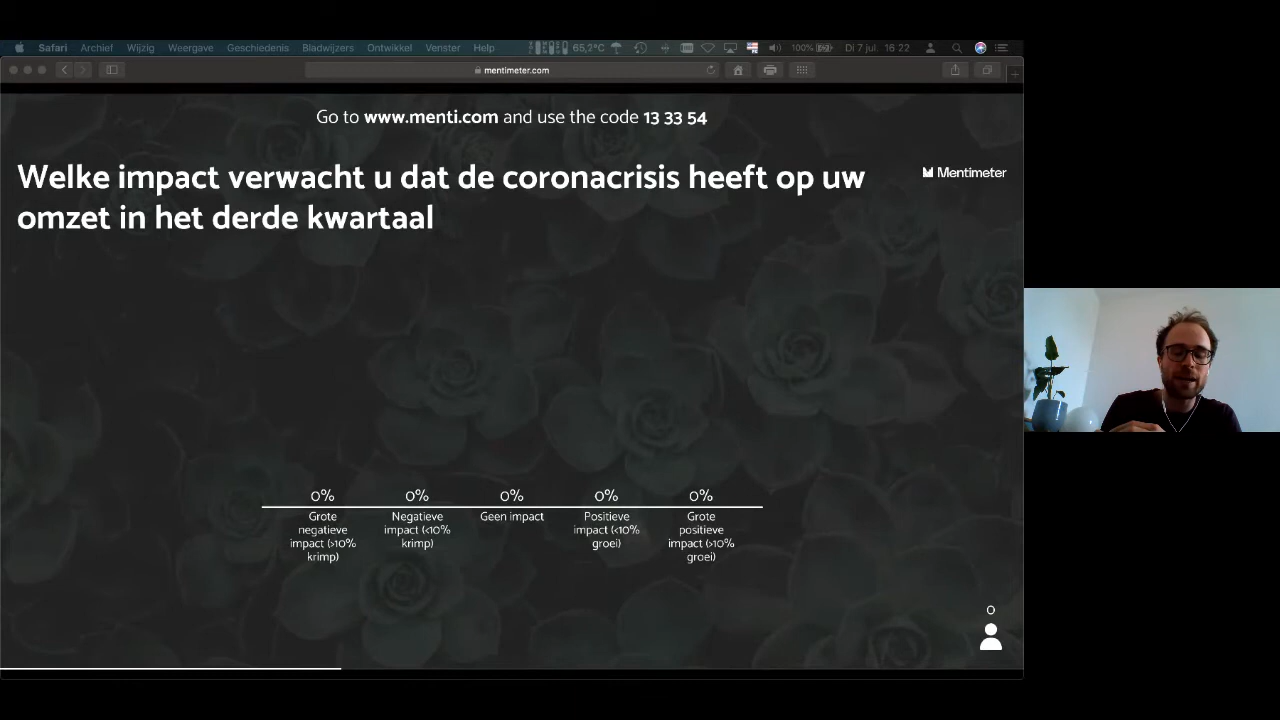 Safari Archief Wijzig Weergave Geschiedenis Bladwijzers Ontwikkel Venster Help 65,2°C 100% Di 7 jul. 16 22
mentimeter.com
Go to www.menti.com and use the code 13 33 54
Welke impact verwacht u dat de coronacrisis heeft op uw
omzet in het derde kwartaal
Mentimeter
0% 0% 0% 0% 0%
Grote
negatieve
impact (>10%
krimp)
Negatieve
impact (<10%
krimp)
Geen impact
Positieve
impact (<10%
groei)
Grote
positieve
impact (>10%
groei)
0